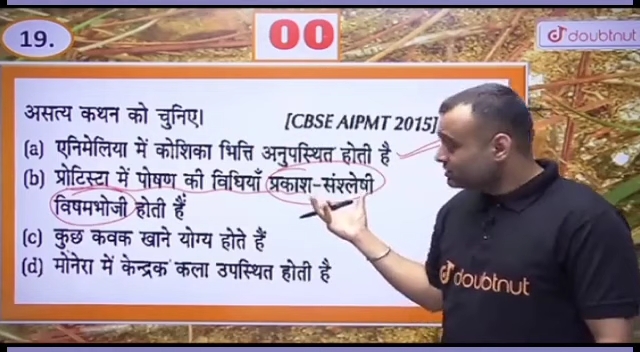 19.
00
doubtnut
असत्य कथन को चुनिए।
[CBSE AIPMT 2015]
(a) एनिमेलिया में कोशिका भित्ति अनुपस्थित होती है
(b) प्रोटिस्टा में पोषण की विधियाँ प्रकाश-संश्लेषी
विषमभोजी होती हैं
(c) कुछ कवक खाने योग्य होते हैं
(d) मोनेरा में केन्द्रक कला उपस्थित होती है
doubtnut